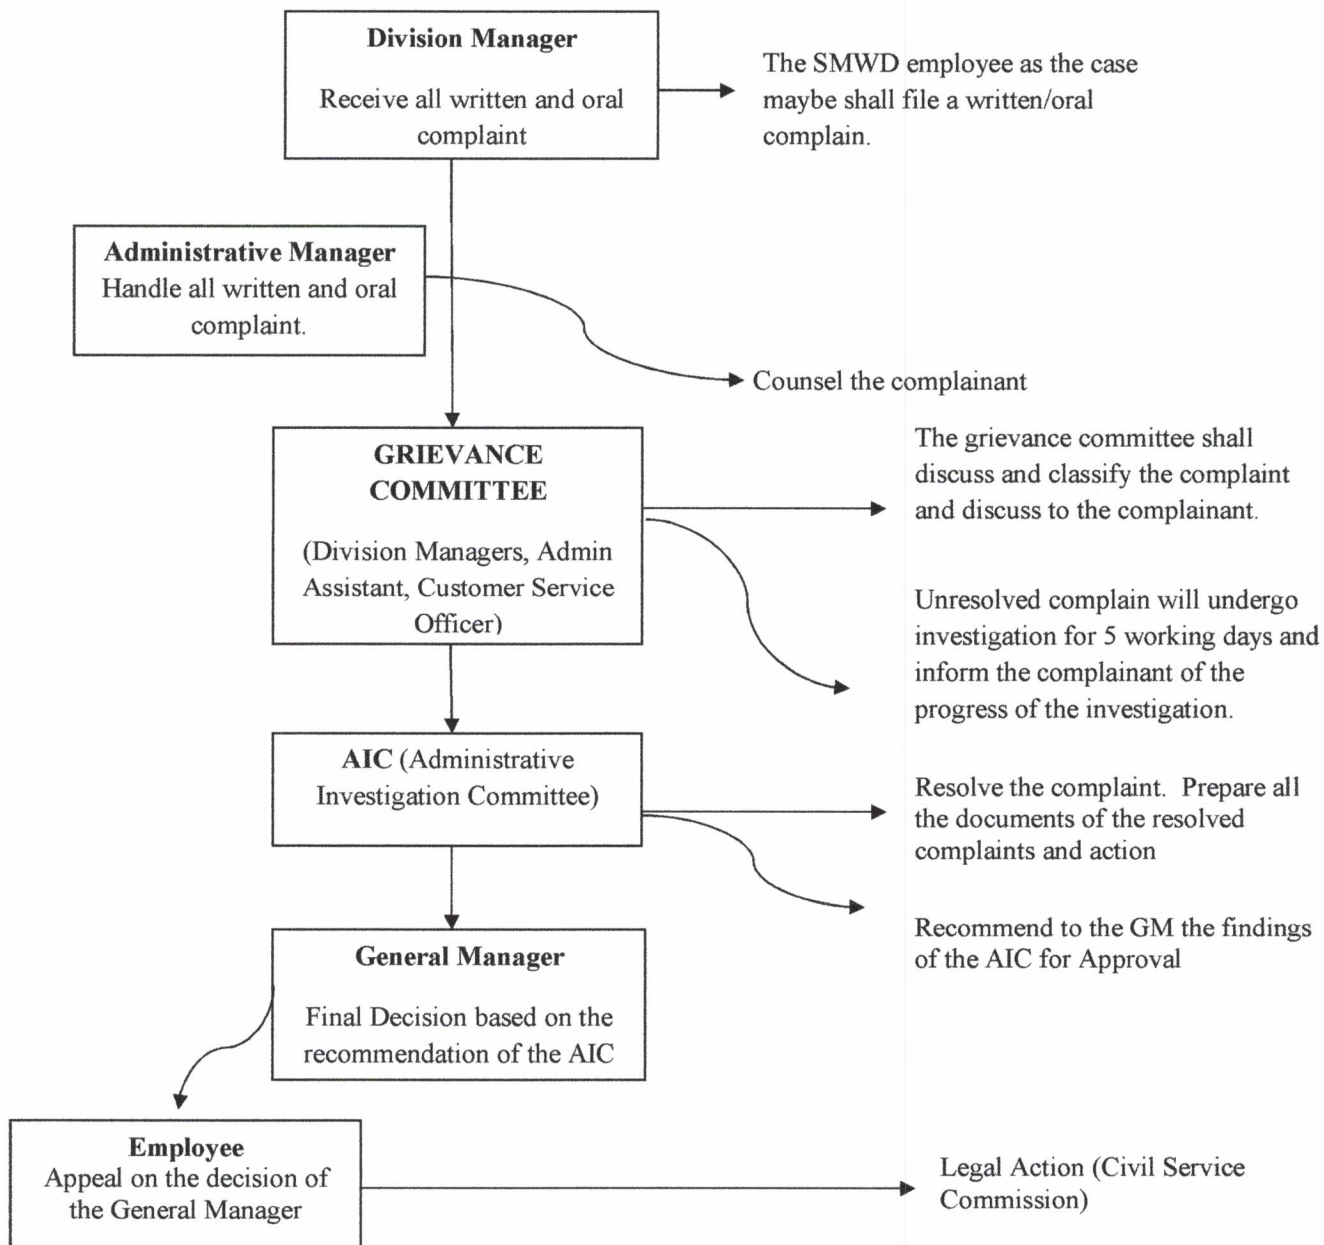 Division Manager
Receive all written and oral
complaint
The SMWD employee as the case
maybe shall file a written/oral
complain.
Administrative Manager
Handle all written and oral
complaint.
Counsel the complainant
GRIEVANCE
COMMITTEE
(Division Managers, Admin
Assistant, Customer Service
Officer)
The grievance committee shall
discuss and classify the complaint
and discuss to the complainant.
Unresolved complain will undergo
investigation for 5 working days and
inform the complainant of the
progress of the investigation.
AIC (Administrative
Investigation Committee)
Resolve the complaint. Prepare all
the documents of the resolved
complaints and action
Recommend to the GM the findings
of the AIC for Approval
General Manager
Final Decision based on the
recommendation of the AIC
Employee
Appeal on the decision of
the General Manager
Legal Action (Civil Service
Commission)